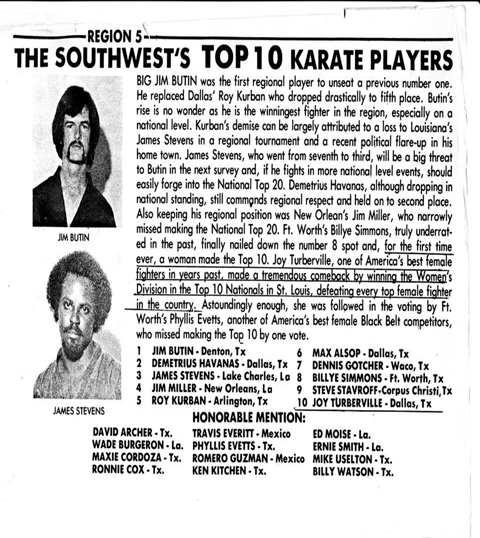 REGION 5
THE SOUTHWEST'S TOP 10 KARATE PLAYERS
BIG JIM BUTIN was the first regional player to unseat a previous number one.
He replaced Dallas' Roy Kurban who dropped drastically to fifth place. Butin's
rise is no wonder as he is the winningest fighter in the region, especially on a
national level. Kurban's demise can be largely attributed to a loss to Louisiana's
James Stevens in a regional tournament and a recent political flare-up in his
home town. James Stevens, who went from seventh to third, will be a big threat
to Butin in the next survey and, if he fights in more national level events, should
easily forge into the National Top 20. Demetrius Havanas, although dropping in
national standing, still commgnds regional respect and held on to second place.
Also keeping his regional position was New Orlean's Jim Miller, who narrowly
missed making the National Top 20. Ft. Worth's Billye Simmons, truly underrat-
ed in the past, finally nailed down the number 8 spot and, for the first time
ever, a woman made the Top 10. Joy Turberville, one of America's best female
fighters in years past, made a tremendous comeback by winning the Women's
Division in the Top 10 Nationals in St. Louis, defeating every top female fighter
in the country. Astoundingly enough, she was followed in the voting by Ft.
Worth's Phyllis Evetts, another of America's best female Black Belt competitors,
who missed making the Top 10 by one vote.
JIM BUTIN
JAMES STEVENS
1 JIM BUTIN - Denton, Tx
2 DEMETRIUS HAVANAS - Dallas, Tx
3 JAMES STEVENS - Lake Charles, La
4 JIM MILLER - New Orleans, La
5 ROY KURBAN - Arlington, Tx
6 MAX ALSOP - Dallas, Tx
7 DENNIS GOTCHER - Waco, Tx
8 BILLYE SIMMONS - Ft. Worth, Tx
9 STEVE STAVROFF-Corpus Christi, Tx
10 JOY TURBERVILLE - Dallas, Tx
HONORABLE MENTION:
DAVID ARCHER - Tx.
WADE BURGERON - La.
MAXIE CORDOZA - Tx.
RONNIE COX - Tx.
TRAVIS EVERITT - Mexico
PHYLLIS EVETTS - Tx.
ROMERO GUZMAN - Mexico
KEN KITCHEN - Tx.
ED MOISE - La.
ERNIE SMITH - La.
MIKE USELTON - Tx.
BILLY WATSON - Tx.